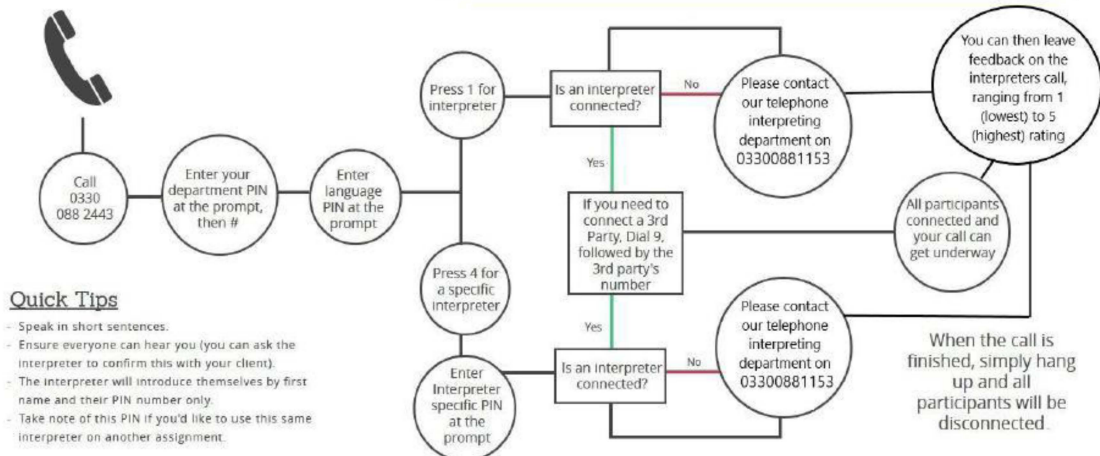 Call
0330
088 2443
Enter your
department PIN
at the prompt,
then #
Enter
language
PIN at the
prompt
Press 1 for
interpreter
Press 4 for
a specific
interpreter
Enter
Interpreter
specific PIN
at the
prompt
Is an interpreter
connected?
No
Please contact
our telephone
interpreting
department on
03300881153
Yes
If you need to
connect a 3rd
Party, Dial 9,
followed by the
3rd party's
number
Yes
Is an interpreter
connected?
No
Please contact
our telephone
interpreting
department on
03300881153
All participants
connected and
your call can
get underway
You can then leave
feedback on the
interpreters call,
ranging from 1
(lowest) to 5
(highest) rating
When the call is
finished, simply hang
up and all
participants will be
disconnected.
Quick Tips
- Speak in short sentences.
- Ensure everyone can hear you (you can ask the
interpreter to confirm this with your client).
- The interpreter will introduce themselves by first
name and their PIN number only.
- Take note of this PIN if you'd like to use this same
interpreter on another assignment.